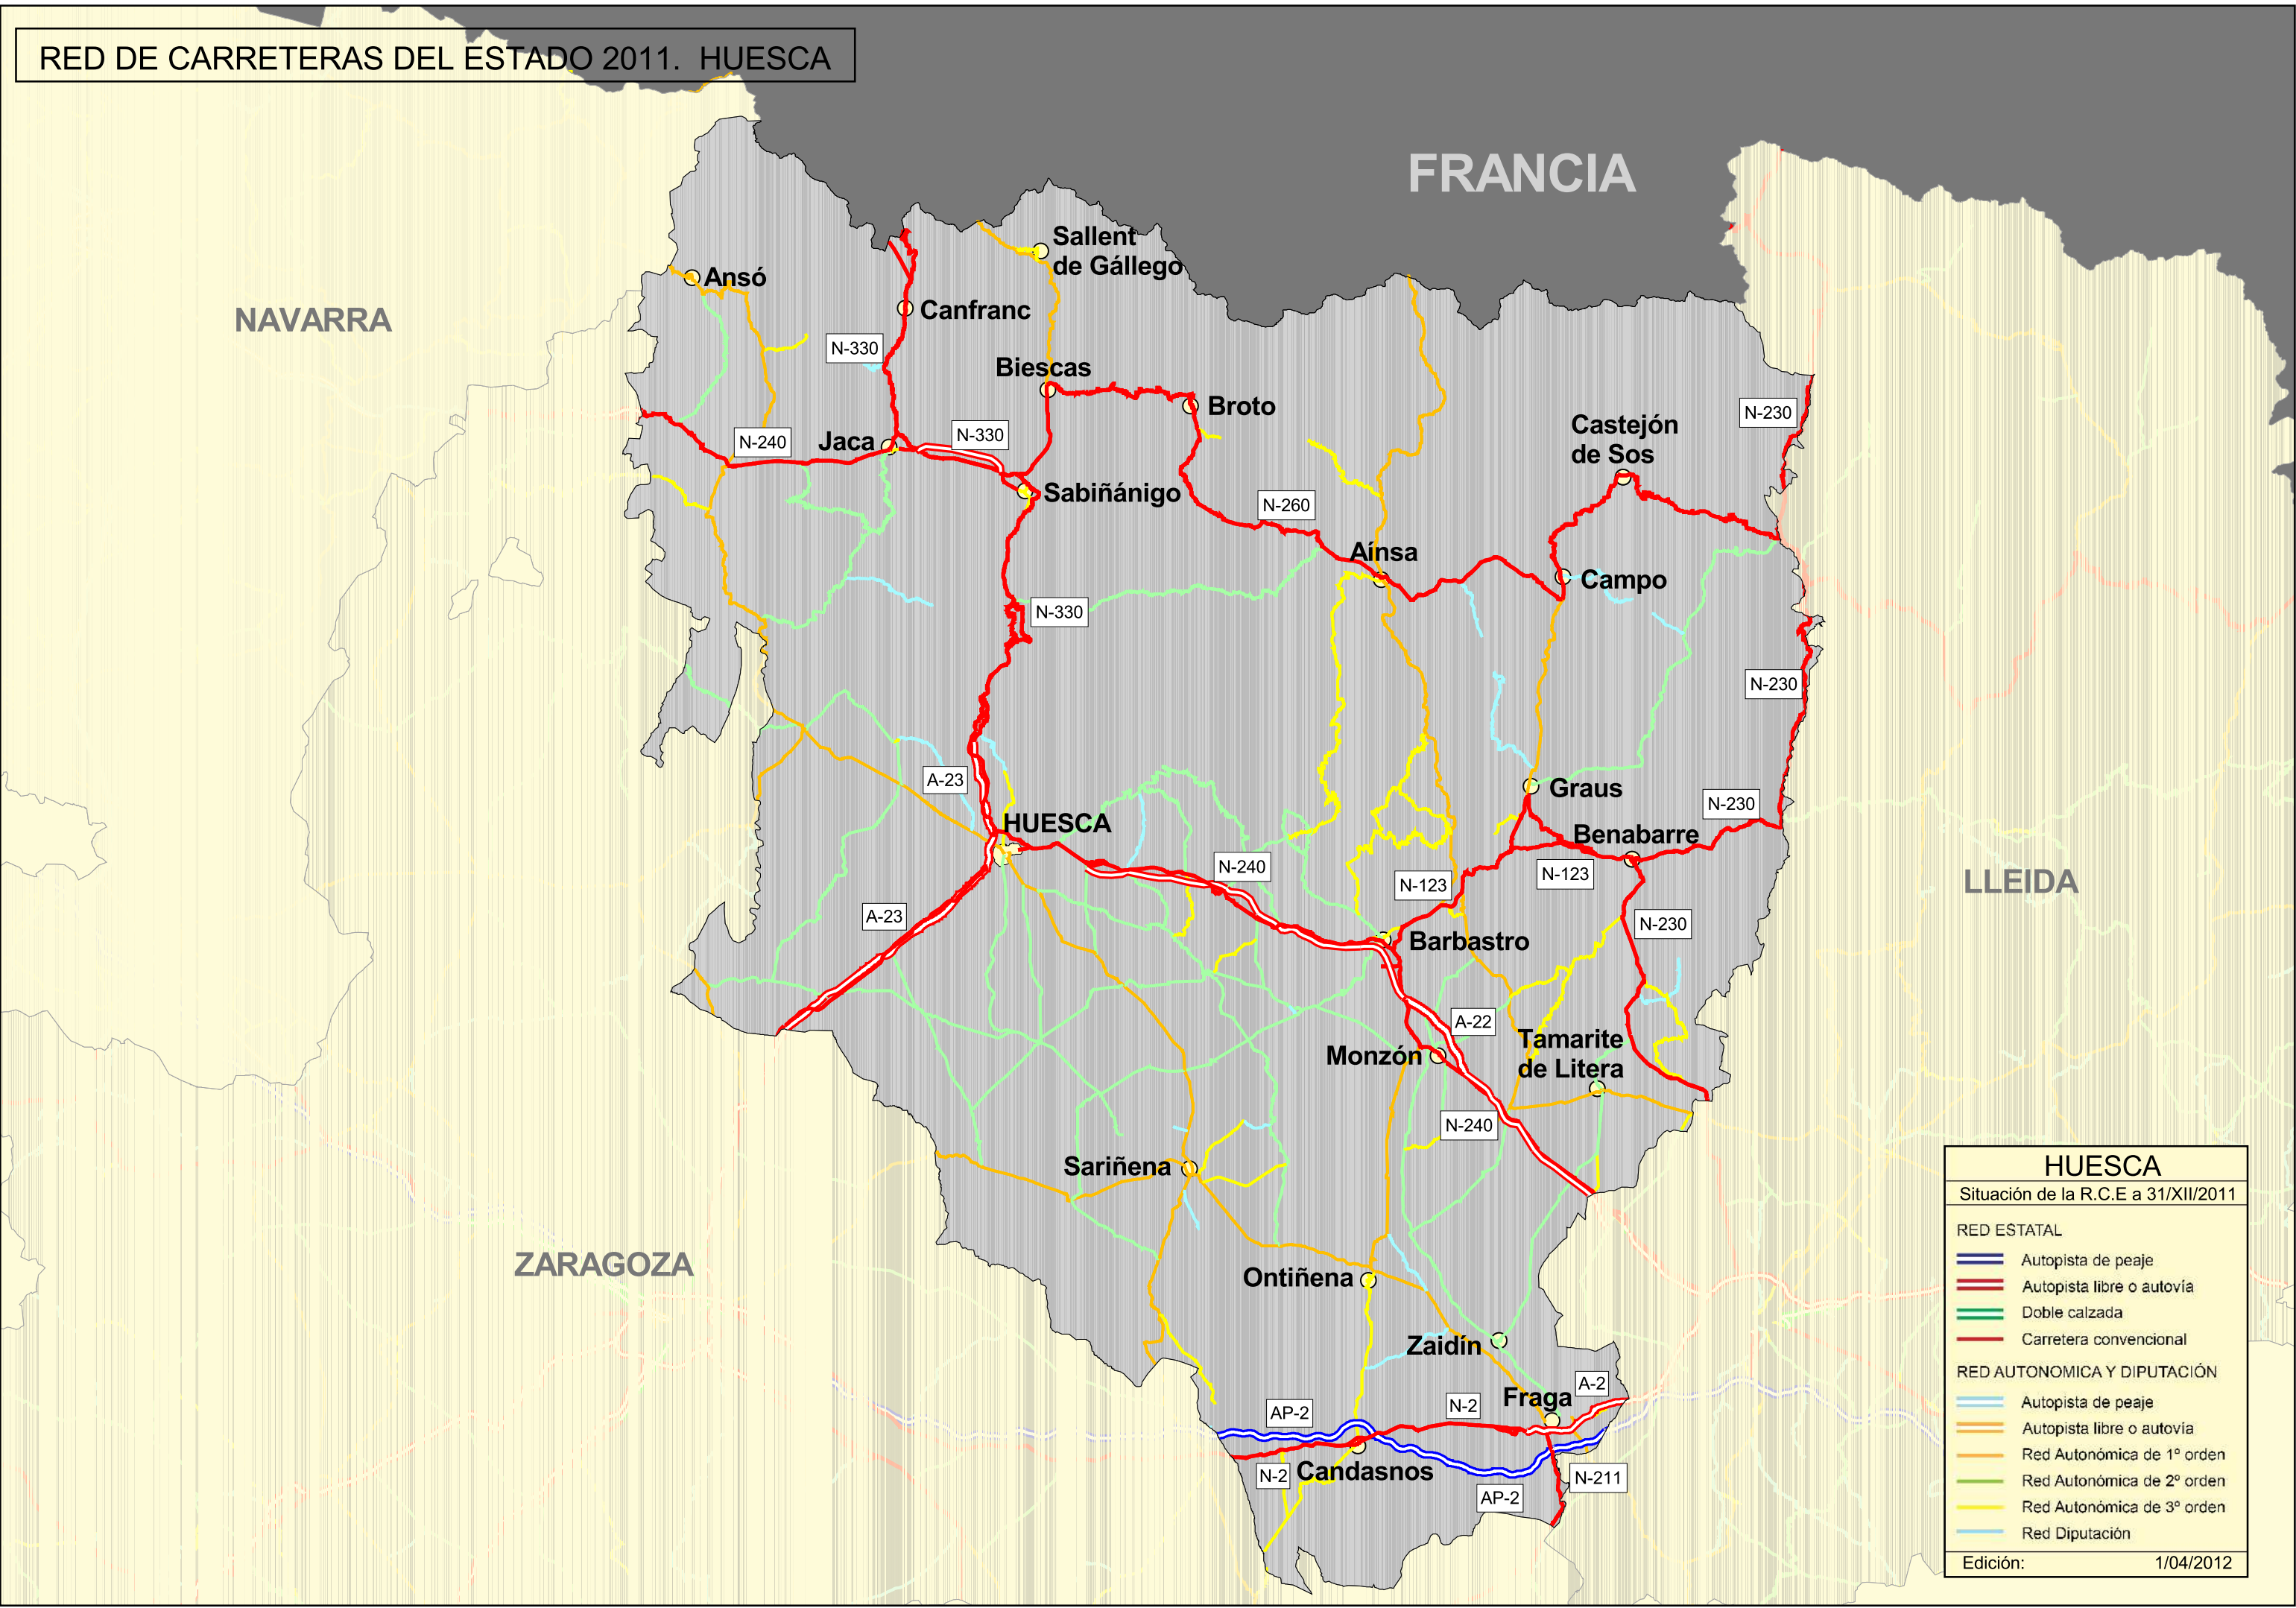 RED DE CARRETERAS DEL ESTADO 2011. HUESCA
FRANCIA
Sallent
de Gállego
Ansó
NAVARRA
Canfranc
N-330
Biescas
Broto
N-230
Castejón
de Sos
N-240
Jaca
N-330
Sabiñánigo
N-260
Aínsa
Campo
N-330
N-230
A-23
Graus
N-230
HUESCA
Benabarre
N-240
N-123
N-123
LLEIDA
A-23
N-230
Barbastro
A-22
Monzón
Tamarite
de Litera
N-240
Sariñena
ZARAGOZA
Ontiñena
Zaidín
A-2
Fraga
AP-2
N-2
N-2
Candasnos
N-211
AP-2
HUESCA
Situación de la R.C.E a 31/XII/2011
RED ESTATAL
Autopista de peaje
Autopista libre o autovía
Doble calzada
Carretera convencional
RED AUTONOMICA Y DIPUTACIÓN
Autopista de peaje
Autopista libre o autovía
Red Autonómica de 1º orden
Red Autonómica de 2º orden
Red Autonómica de 3º orden
Red Diputación
Edición: 1/04/2012